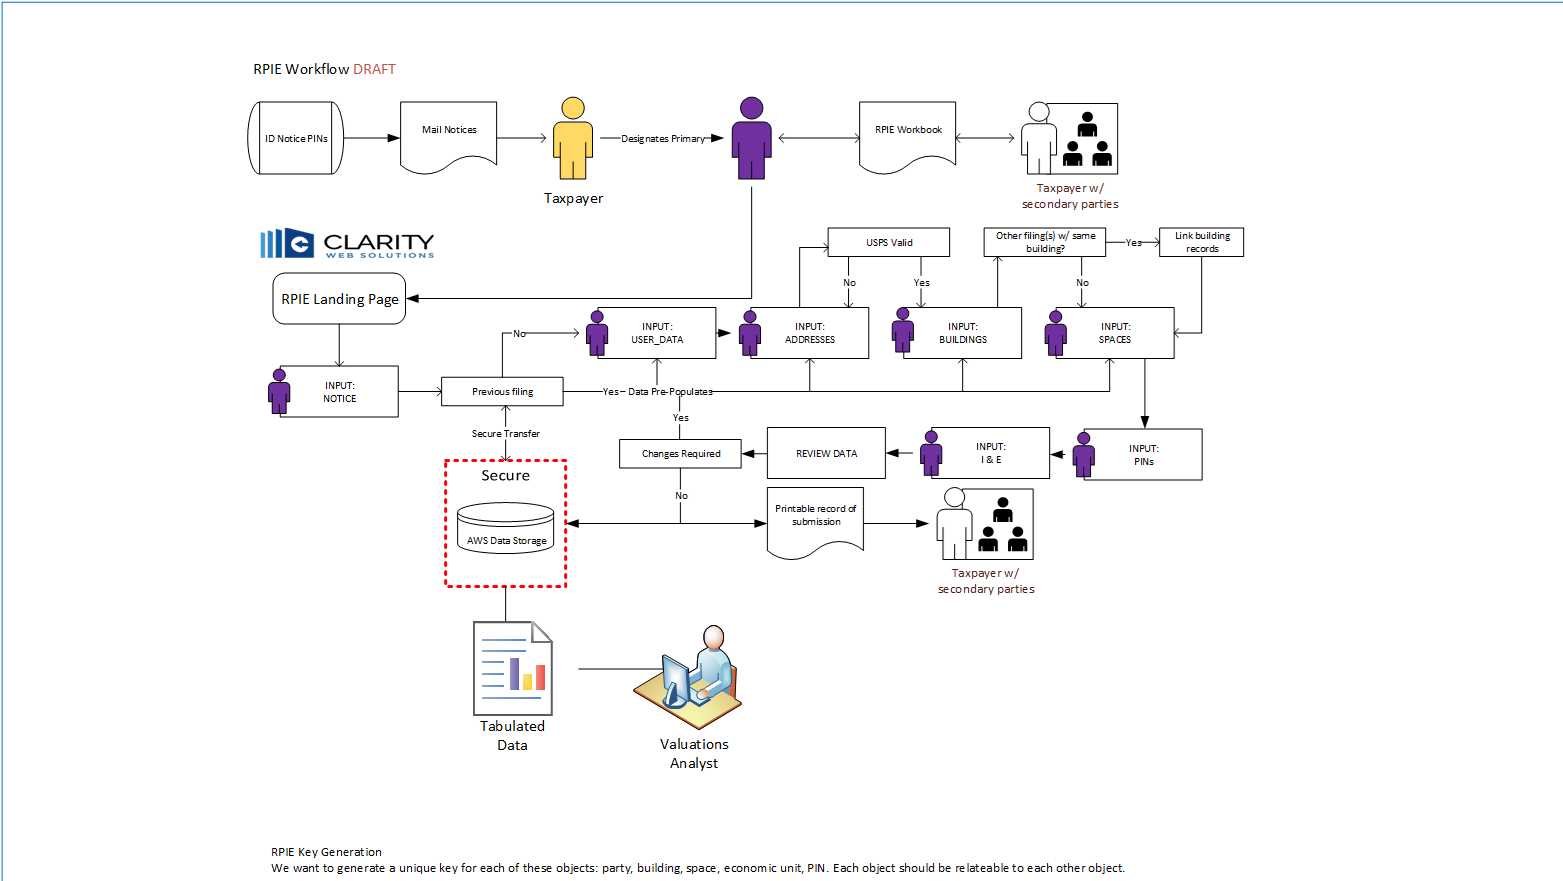 RPIE Workflow DRAFT
ID Notice PINs
Mail Notices
Designates Primary
RPIE Workbook
Taxpayer
Taxpayer w/
secondary parties
CLARITY
WEB SOLUTIONS
USPS Valid
Other filing(s) w/ same
building?
Yes
Link building
records
No
Yes
No
RPIE Landing Page
No
INPUT:
USER_DATA
INPUT:
ADDRESSES
INPUT:
BUILDINGS
INPUT:
SPACES
INPUT:
NOTICE
Previous filing
Yes – Data Pre-Populates
Yes
Secure Transfer
Changes Required
REVIEW DATA
INPUT:
I & E
INPUT:
PINs
Secure
No
AWS Data Storage
Printable record of
submission
Taxpayer w/
secondary parties
Tabulated
Data
Valuations
Analyst
RPIE Key Generation
We want to generate a unique key for each of these objects: party, building, space, economic unit, PIN. Each object should be relateable to each other object.